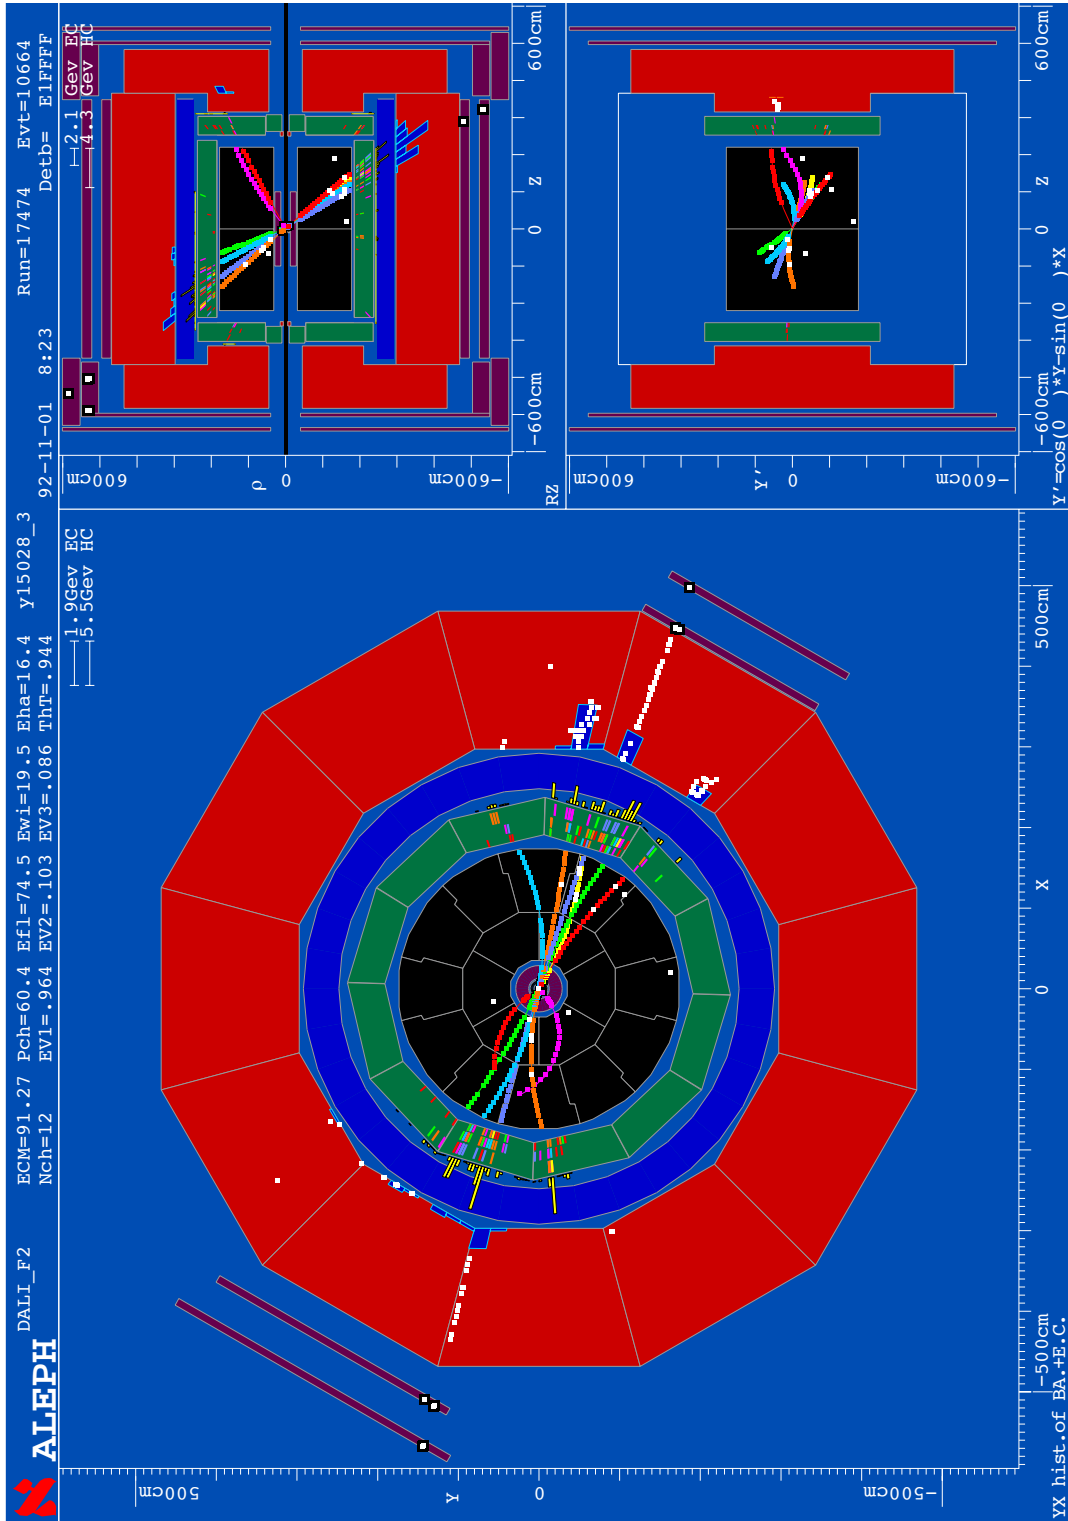 ALEPH DALI_F2 ECM=91.27 Pch=60.4 Efl=74.5 Ewi=19.5 Eha=16.4 y15028_3
Nch=12 EV1=.964 EV2=.103 EV3=.086 ThT=.944
92-11-01 8:23 Run=17474 Evt=10664
Detb= E1FFFF
1.9Gev EC
5.5Gev HC
2.1 Gev EC
4.3 Gev HC
500cm
Y
0
-500cm
-500cm
0
X
500cm
YX hist.of BA.+E.C.
600cm
ρ
0
-600cm
RZ
-600cm
0
Z
600cm
600cm
Y'
0
-600cm
-600cm
0
Z
600cm
Y'=cos(0 )*Y-sin(0 )*X